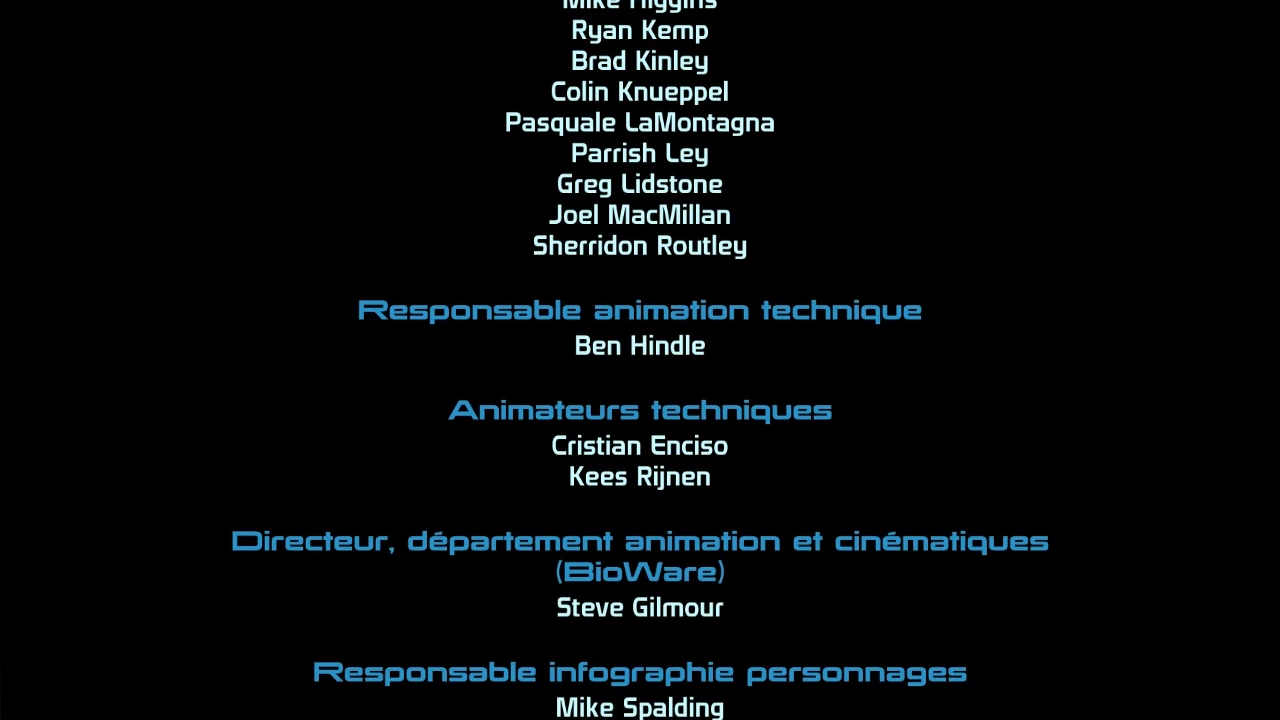 Mike Higgins
Ryan Kemp
Brad Kinley
Colin Knueppel
Pasquale LaMontagna
Parrish Ley
Greg Lidstone
Joel MacMillan
Sherridon Routley
Responsable animation technique
Ben Hindle
Animateurs techniques
Cristian Enciso
Kees Rijnen
Directeur, département animation et cinématiques
(BioWare)
Steve Gilmour
Responsable infographie personnages
Mike Spalding